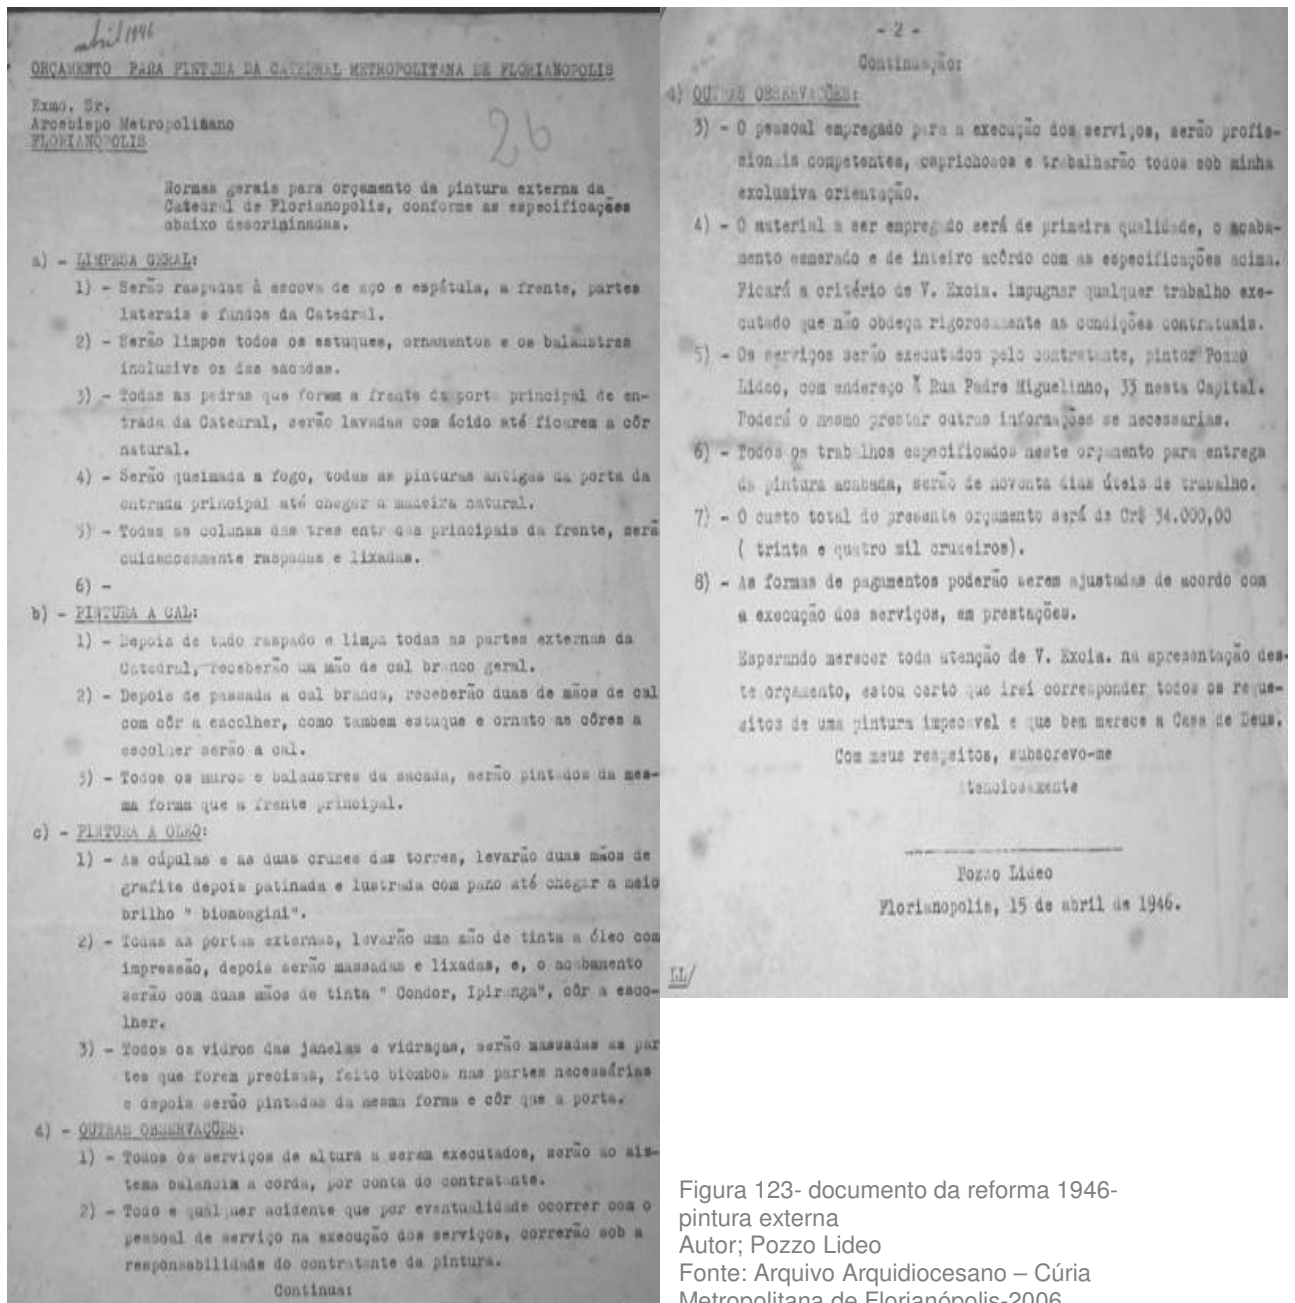 abril 1946
ORÇAMENTO PARA PINTURA DA CATEDRAL METROPOLITANA DE FLORIANOPOLIS
Exmo. Sr.
Arcebispo Metropolitano
FLORIANOPOLIS
26
Normas gerais para orçamento da pintura externa da
Catedral de Florianopolis, conforme as especificações
abaixo descriminadas.
a) - LIMPESA GERAL:
1) - Serão raspadas à escova de aço e espátula, a frente, partes
laterais e fundos da Catedral.
2) - Serão limpos todos os estuques, ornamentos e os balaustres
inclusive os das sacadas.
3) - Todas as pedras que forem a frente da porta principal de en-
trada da Catedral, serão lavadas com ácido até ficarem a côr
natural.
4) - Serão queimada a fogo, todas as pinturas antigas da porta da
entrada principal até chegar a madeira natural.
5) - Todas as colunas das tres entradas principais da frente, será
cuidadosamente raspadas e lixadas.
6) -
b) - PINTURA A CAL:
1) - Depois de tudo raspado e limpa todas as partes externas da
Catedral, receberão um mão de cal branco geral.
2) - Depois de passada a cal branca, receberão duas de mãos de cal
com côr a escolher, como tambem estuque e ornato as côres a
escolher serão a cal.
3) - Todos os muros e balaustres da sacada, serão pintados da mes-
ma forma que a frente principal.
c) - PINTURA A OLEO:
1) - As cúpulas e as duas cruzes das torres, levarão duas mãos de
grafite depois patinada e lustrada com pano até chegar a meio
brilho " biombagini".
2) - Todas as portas externas, levarão uma mão de tinta a óleo com
impressão, depois serão massadas e lixadas, e, o acabamento
serão com duas mãos de tinta " Condor, Ipiranga", côr a esco-
lher.
3) - Todos os vidros das janelas e vidraças, serão massadas as par
tes que forem precisas, feito biombos nas partes necessárias
e depois serão pintadas da mesma forma e côr que a porta.
d) - OUTRAS OBSERVAÇÕES:
1) - Todos os serviços de altura a serem executados, serão ao sis-
tema balancim a corda, por conta do contratante.
2) - Todo e qualquer acidente que por eventualidade ocorrer com o
pessoal de serviço na execução dos serviços, correrão sob a
responsabilidade do contratante da pintura.
Continua:
- 2 -
Continuação:
d) OUTRAS OBSERVAÇÕES:
3) - O pessoal empregado para a execução dos serviços, serão profis-
sionais competentes, caprichosos e trabalharão todos sob minha
exclusiva orientação.
4) - O material a ser empregado será de primeira qualidade, o acaba-
mento esmerado e de inteiro acôrdo com as especificações acima.
Ficará a critério de V. Excia. impugnar qualquer trabalho exe-
cutado que não obdeça rigorosamente as condições contratuais.
5) - Os serviços serão executados pelo contratante, pintor Pozzo
Lideo, com endereço à Rua Padre Miguelinho, 33 nesta Capital.
Poderá o mesmo prestar outras informações se necessarias.
6) - Todos os trabalhos especificados neste orçamento para entrega
da pintura acabada, serão de noventa dias úteis de trabalho.
7) - O custo total do presente orçamento será de Cr$ 34.000,00
( trinta e quatro mil cruzeiros).
8) - As formas de pagamentos poderão serem ajustadas de acordo com
a execução dos serviços, em prestações.
Esperando merecer toda atenção de V. Excia. na apresentação des-
te orçamento, estou certo que irei corresponder todos os reque-
sitos de uma pintura impecavel e que bem merece a Casa de Deus.
Com meus respeitos, subscrevo-me
tenciosamente
Pozzo Lideo
Florianopolis, 15 de abril de 1946.
LL/
Figura 123- documento da reforma 1946-
pintura externa
Autor; Pozzo Lideo
Fonte: Arquivo Arquidiocesano – Cúria
Metropolitana de Florianópolis-2006